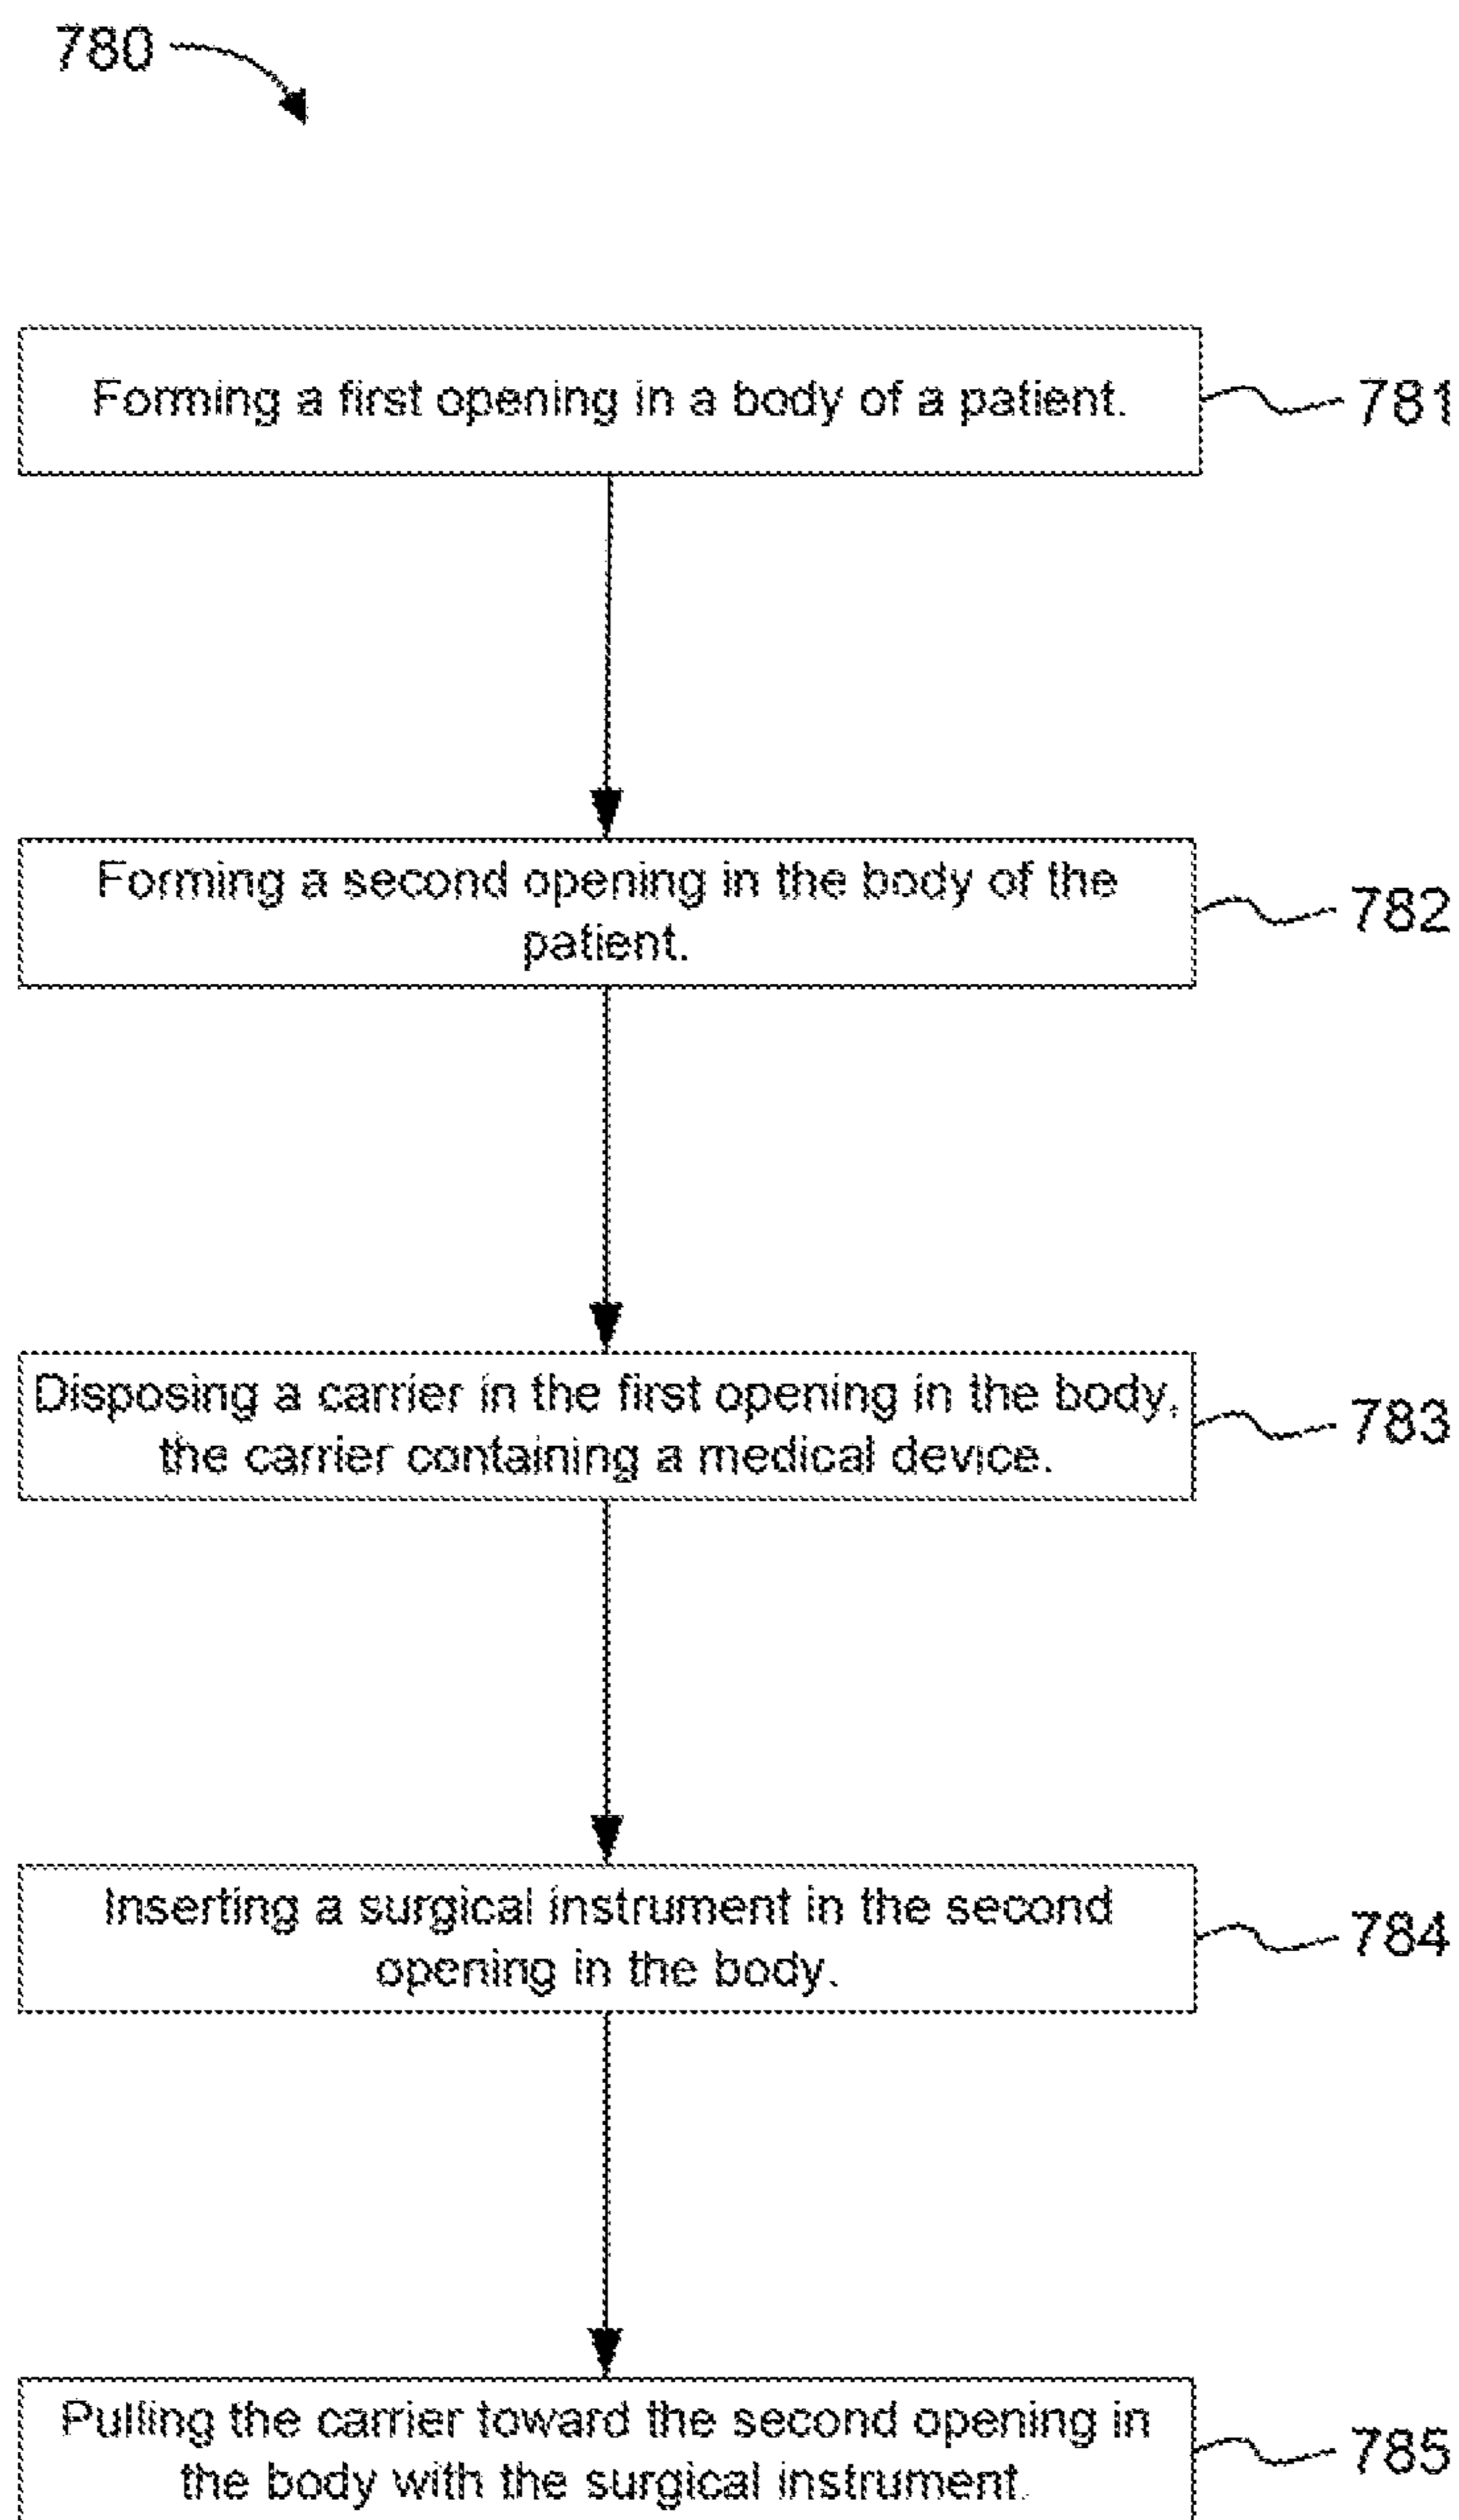 780
Forming a first opening in a body of a patient.
781
Forming a second opening in the body of the
patient.
782
Disposing a carrier in the first opening in the body,
the carrier containing a medical device.
783
Inserting a surgical instrument in the second
opening in the body.
784
Pulling the carrier toward the second opening in
the body with the surgical instrument.
785